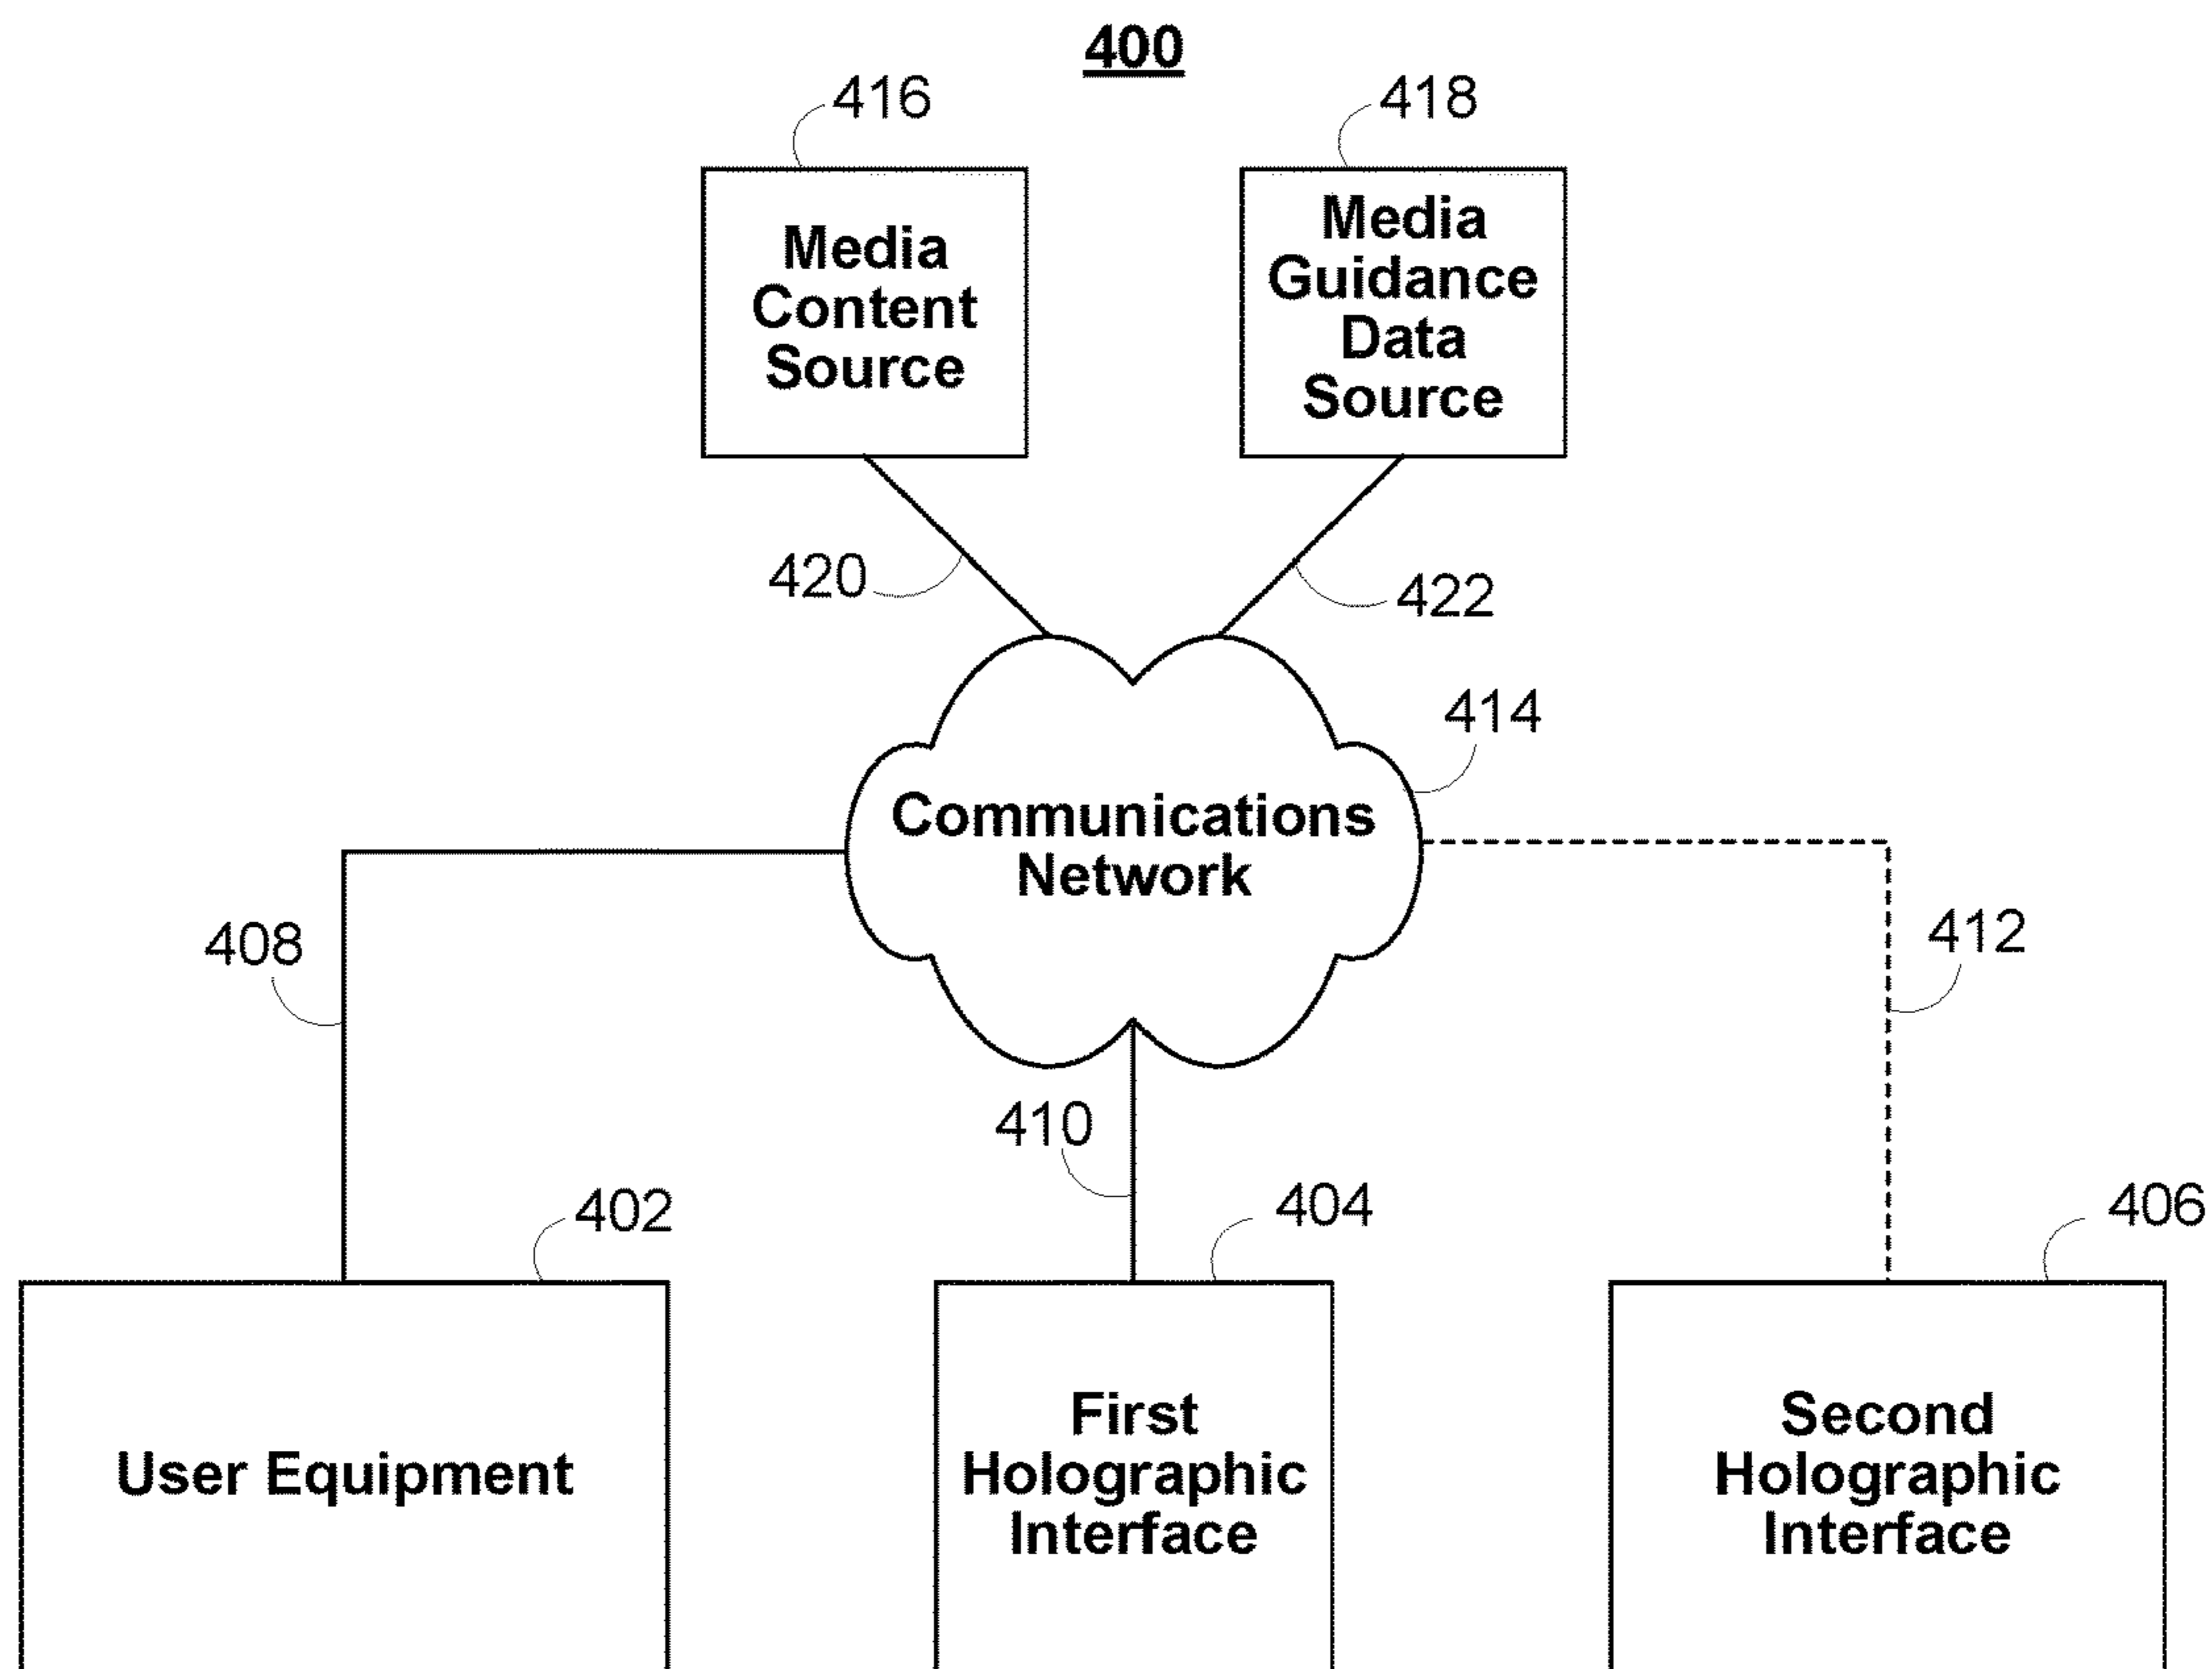 400
416
418
Media
Content
Source
Media
Guidance
Data
Source
420
422
414
Communications
Network
408
412
410
402
404
406
User Equipment
First
Holographic
Interface
Second
Holographic
Interface